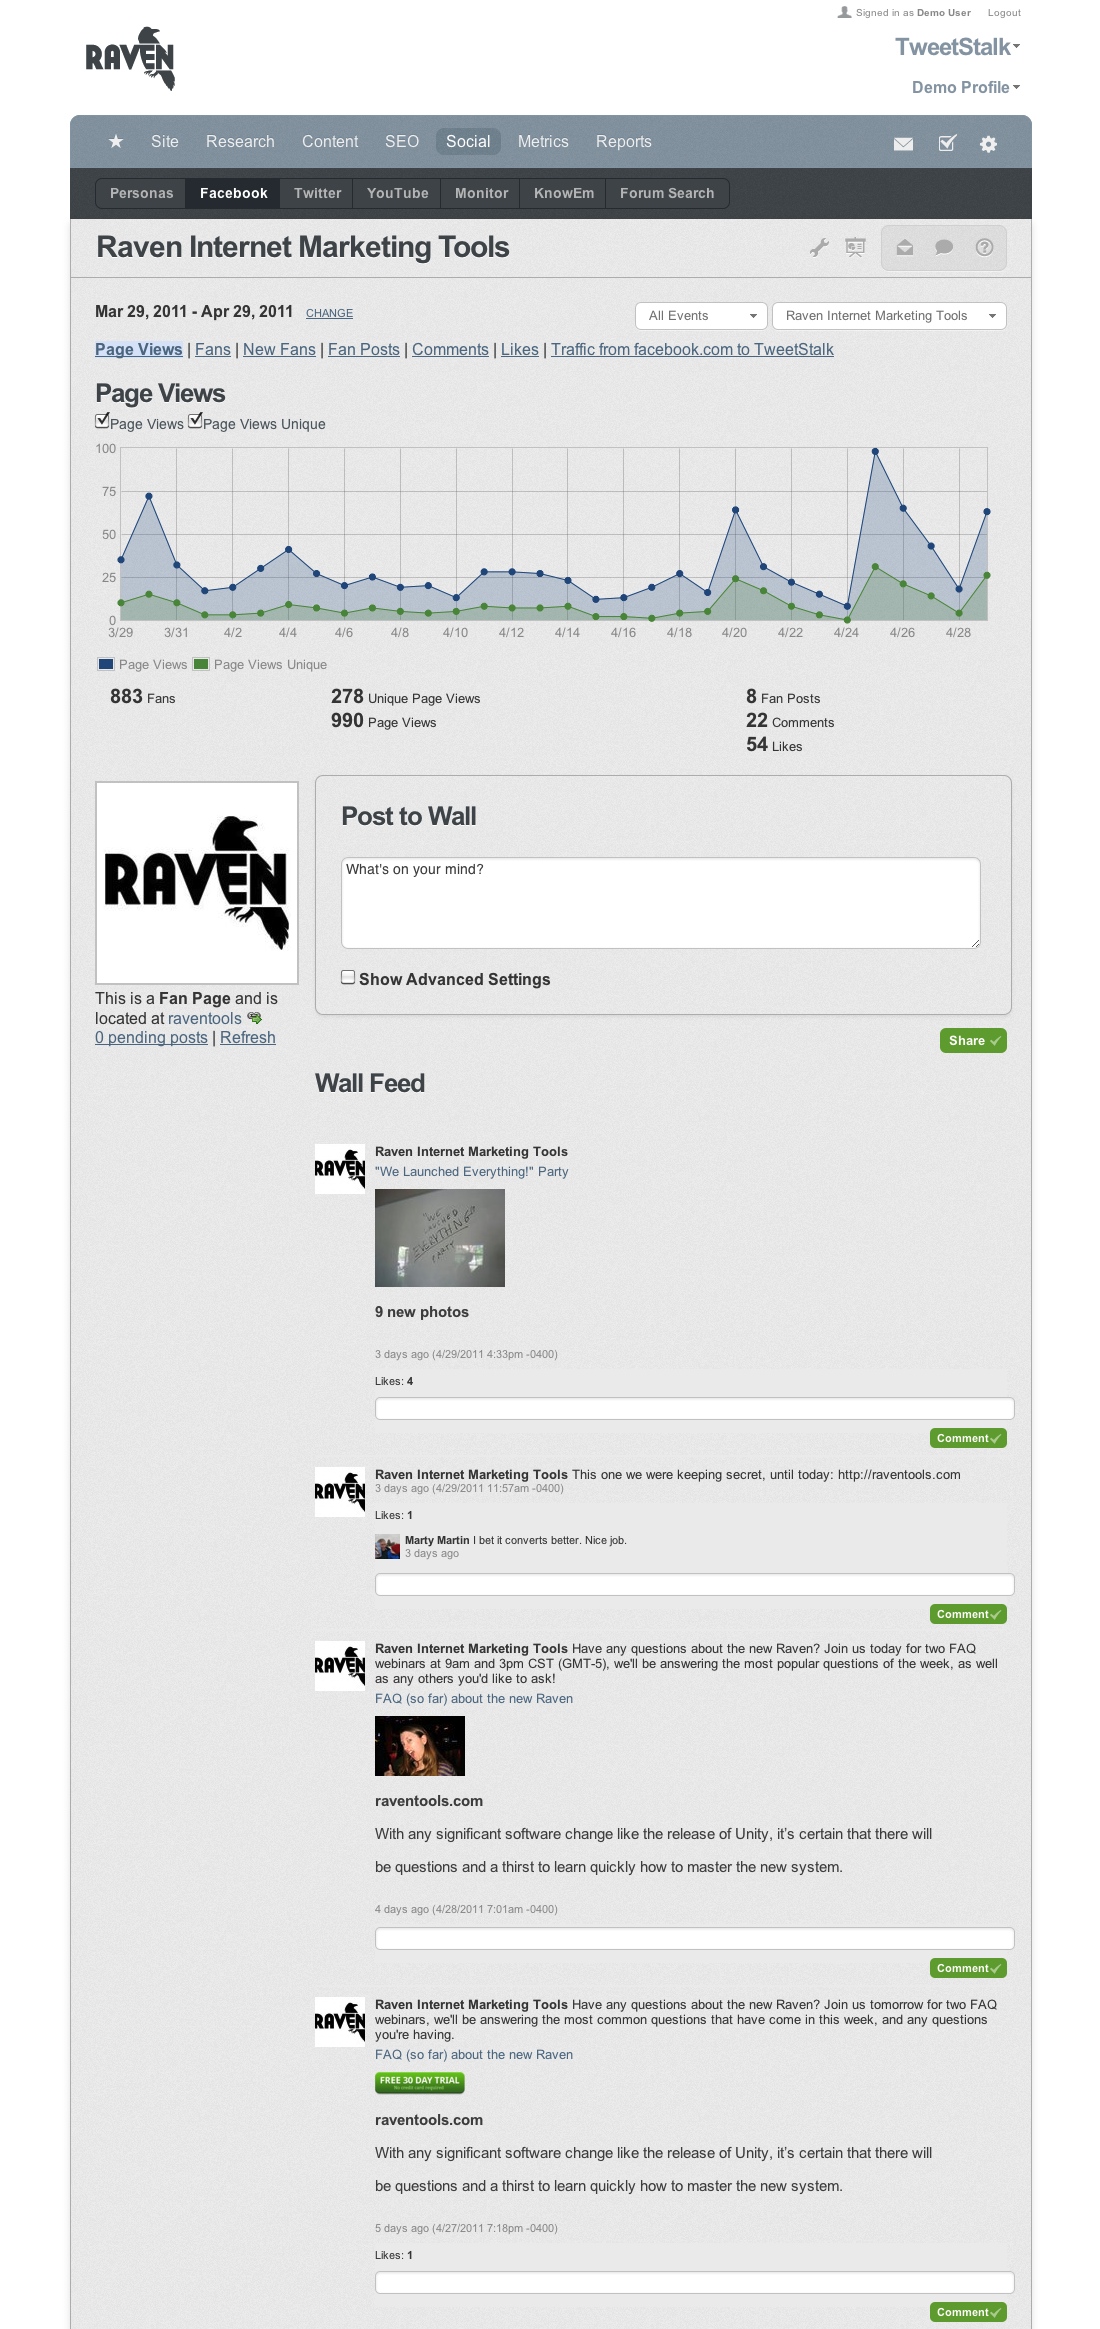 Signed in as Demo User Logout
RAVEN
TweetStalk
Demo Profile
Site Research Content SEO Social Metrics Reports
Personas Facebook Twitter YouTube Monitor KnowEm Forum Search
Raven Internet Marketing Tools
Mar 29, 2011 - Apr 29, 2011 CHANGE
All Events Raven Internet Marketing Tools
Page Views | Fans | New Fans | Fan Posts | Comments | Likes | Traffic from facebook.com to TweetStalk
Page Views
Page Views Page Views Unique
100
75
50
25
0
3/29 3/31 4/2 4/4 4/6 4/8 4/10 4/12 4/14 4/16 4/18 4/20 4/22 4/24 4/26 4/28
Page Views Page Views Unique
883 Fans 278 Unique Page Views 8 Fan Posts
990 Page Views 22 Comments
54 Likes
RAVEN
This is a Fan Page and is
located at raventools
0 pending posts | Refresh
Post to Wall
What's on your mind?
Show Advanced Settings
Share
Wall Feed
RAVEN
Raven Internet Marketing Tools
"We Launched Everything!" Party
"WE
LAUNCHED
EVERYTHING"
PARTY
9 new photos
3 days ago (4/29/2011 4:33pm -0400)
Likes: 4
Comment
RAVEN
Raven Internet Marketing Tools This one we were keeping secret, until today: http://raventools.com
3 days ago (4/29/2011 11:57am -0400)
Likes: 1
Marty Martin I bet it converts better. Nice job.
3 days ago
Comment
RAVEN
Raven Internet Marketing Tools Have any questions about the new Raven? Join us today for two FAQ
webinars at 9am and 3pm CST (GMT-5), we'll be answering the most popular questions of the week, as well
as any others you'd like to ask!
FAQ (so far) about the new Raven
raventools.com
With any significant software change like the release of Unity, it's certain that there will
be questions and a thirst to learn quickly how to master the new system.
4 days ago (4/28/2011 7:01am -0400)
Comment
RAVEN
Raven Internet Marketing Tools Have any questions about the new Raven? Join us tomorrow for two FAQ
webinars, we'll be answering the most common questions that have come in this week, and any questions
you're having.
FAQ (so far) about the new Raven
FREE 30 DAY TRIAL
No credit card required
raventools.com
With any significant software change like the release of Unity, it's certain that there will
be questions and a thirst to learn quickly how to master the new system.
5 days ago (4/27/2011 7:18pm -0400)
Likes: 1
Comment